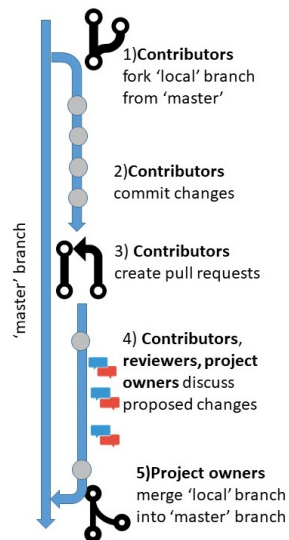 1)Contributors
fork ‘local’ branch
from ‘master’
2)Contributors
commit changes
‘master’ branch
3) Contributors
create pull requests
4) Contributors,
reviewers, project
owners discuss
proposed changes
5)Project owners
merge ‘local’ branch
into ‘master’ branch